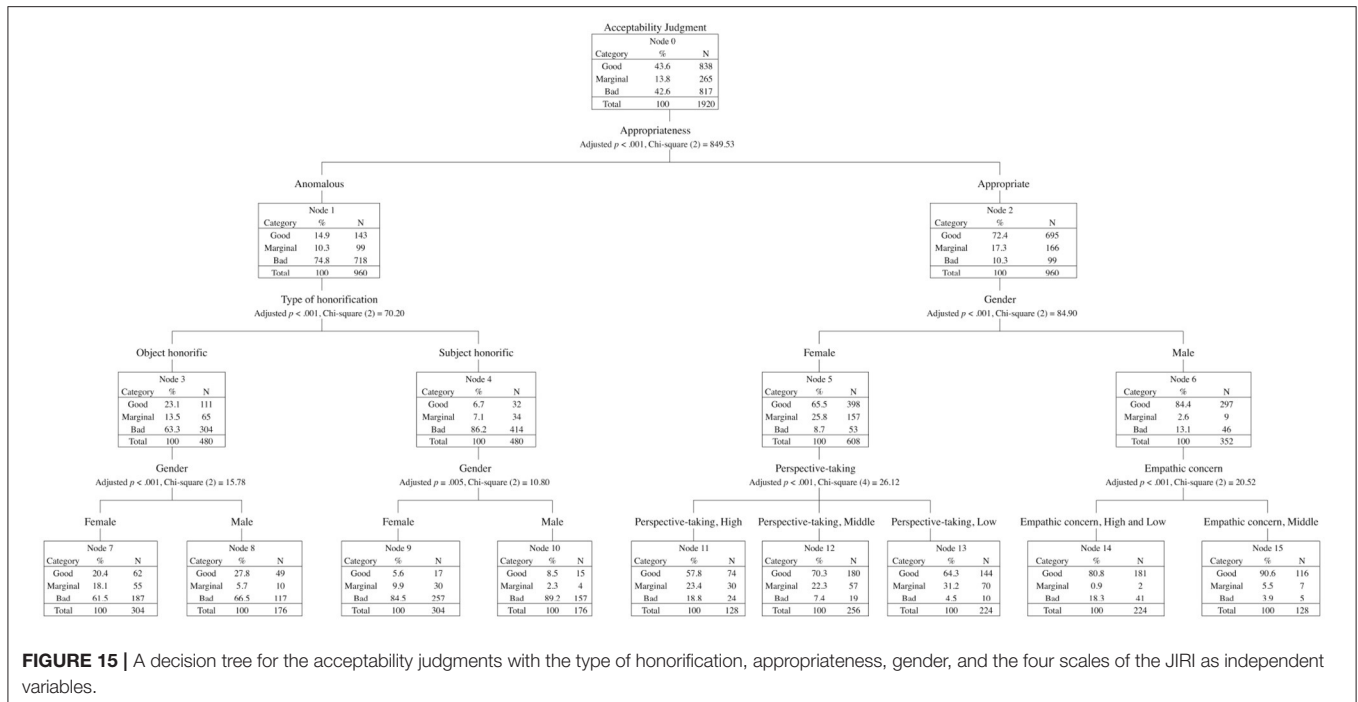 Acceptability Judgment
Node 0
Category % N
Good 43.6 838
Marginal 13.8 265
Bad 42.6 817
Total 100 1920
Appropriateness
Adjusted p < .001, Chi-square (2) = 849.53
Anomalous
Node 1
Category % N
Good 14.9 143
Marginal 10.3 99
Bad 74.8 718
Total 100 960
Type of honorification
Adjusted p < .001, Chi-square (2) = 70.20
Appropriate
Node 2
Category % N
Good 72.4 695
Marginal 17.3 166
Bad 10.3 99
Total 100 960
Gender
Adjusted p < .001, Chi-square (2) = 84.90
Object honorific
Node 3
Category % N
Good 23.1 111
Marginal 13.5 65
Bad 63.3 304
Total 100 480
Gender
Adjusted p < .001, Chi-square (2) = 15.78
Subject honorific
Node 4
Category % N
Good 6.7 32
Marginal 7.1 34
Bad 86.2 414
Total 100 480
Gender
Adjusted p = .005, Chi-square (2) = 10.80
Female
Node 5
Category % N
Good 65.5 398
Marginal 25.8 157
Bad 8.7 53
Total 100 608
Perspective-taking
Adjusted p < .001, Chi-square (4) = 26.12
Male
Node 6
Category % N
Good 84.4 297
Marginal 2.6 9
Bad 13.1 46
Total 100 352
Empathic concern
Adjusted p < .001, Chi-square (2) = 20.52
Female
Node 7
Category % N
Good 20.4 62
Marginal 18.1 55
Bad 61.5 187
Total 100 304
Male
Node 8
Category % N
Good 27.8 49
Marginal 5.7 10
Bad 66.5 117
Total 100 176
Female
Node 9
Category % N
Good 5.6 17
Marginal 9.9 30
Bad 84.5 257
Total 100 304
Male
Node 10
Category % N
Good 8.5 15
Marginal 2.3 4
Bad 89.2 157
Total 100 176
Perspective-taking, High
Node 11
Category % N
Good 57.8 74
Marginal 23.4 30
Bad 18.8 24
Total 100 128
Perspective-taking, Middle
Node 12
Category % N
Good 70.3 180
Marginal 22.3 57
Bad 7.4 19
Total 100 256
Perspective-taking, Low
Node 13
Category % N
Good 64.3 144
Marginal 31.2 70
Bad 4.5 10
Total 100 224
Empathic concern, High and Low
Node 14
Category % N
Good 80.8 181
Marginal 0.9 2
Bad 18.3 41
Total 100 224
Empathic concern, Middle
Node 15
Category % N
Good 90.6 116
Marginal 5.5 7
Bad 3.9 5
Total 100 128
FIGURE 15 | A decision tree for the acceptability judgments with the type of honorification, appropriateness, gender, and the four scales of the JIRI as independent
variables.